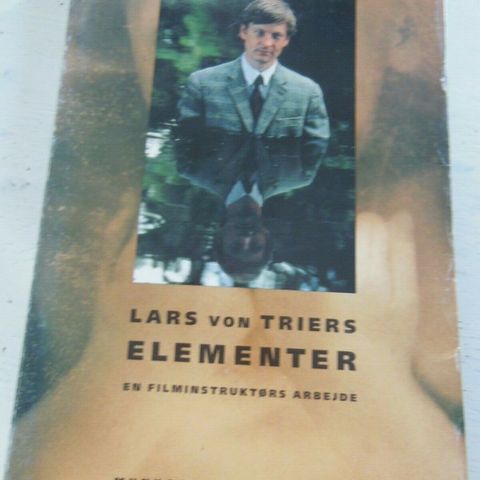 LARS VON TRIERS
ELEMENTER
EN FILMINSTRUKTØRS ARBEJDE